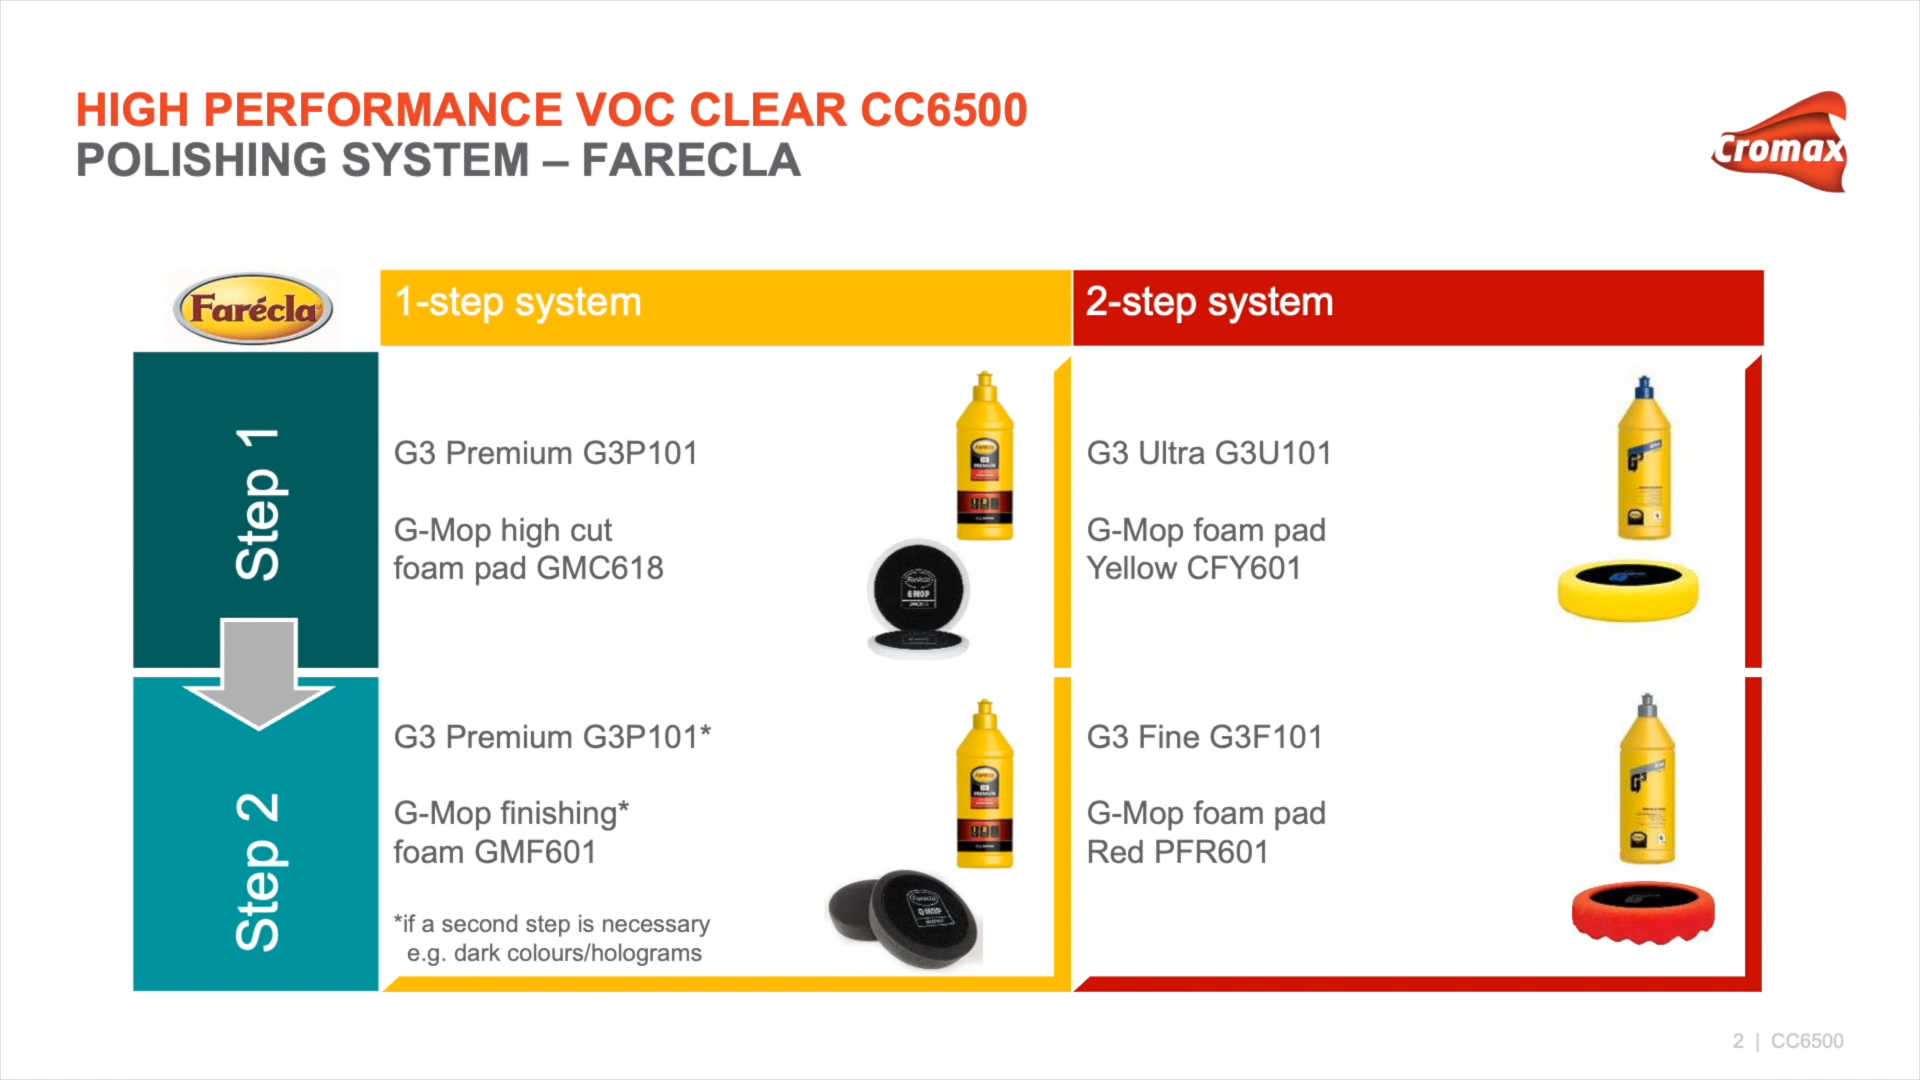 HIGH PERFORMANCE VOC CLEAR CC6500
POLISHING SYSTEM – FARECLA
Cromax
Farécla
1-step system
2-step system
Step 1
G3 Premium G3P101
G-Mop high cut
foam pad GMC618
G3 Ultra G3U101
G-Mop foam pad
Yellow CFY601
Step 2
G3 Premium G3P101*
G-Mop finishing*
foam GMF601
*if a second step is necessary
e.g. dark colours/holograms
G3 Fine G3F101
G-Mop foam pad
Red PFR601
2 | CC6500